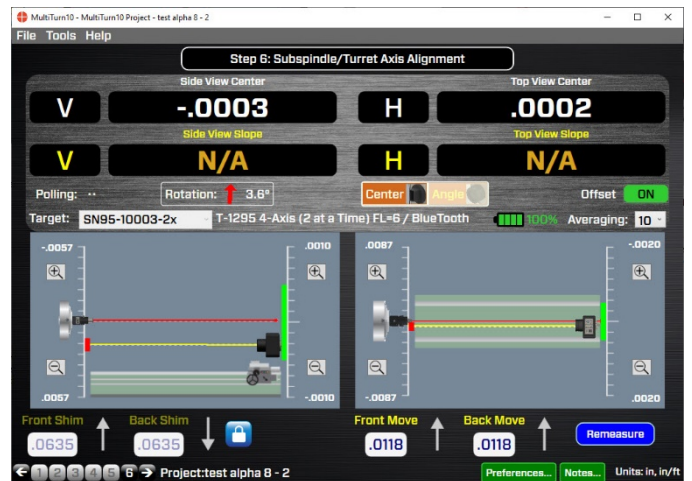 MultiTurn10 - MultiTurn10 Project - test alpha 8 - 2
File Tools Help
Step 6: Subspindle/Turret Axis Alignment
Side View Center Top View Center
V -.0003 H .0002
Side View Slope Top View Slope
V N/A H N/A
Polling: ·· Rotation: 3.6° Center Angle Offset ON
Target: SN95-10003-2x T-1295 4-Axis (2 at a Time) FL=6 / BlueTooth 100% Averaging: 10
-.0057 .0010 .0087 -.0020
.0057 -.0010 -.0087 .0020
Front Shim Back Shim Front Move Back Move
.0635 .0635 .0118 .0118 Remeasure
1 2 3 4 5 6 Project:test alpha 8 - 2 Preferences... Notes... Units: in, in/ft